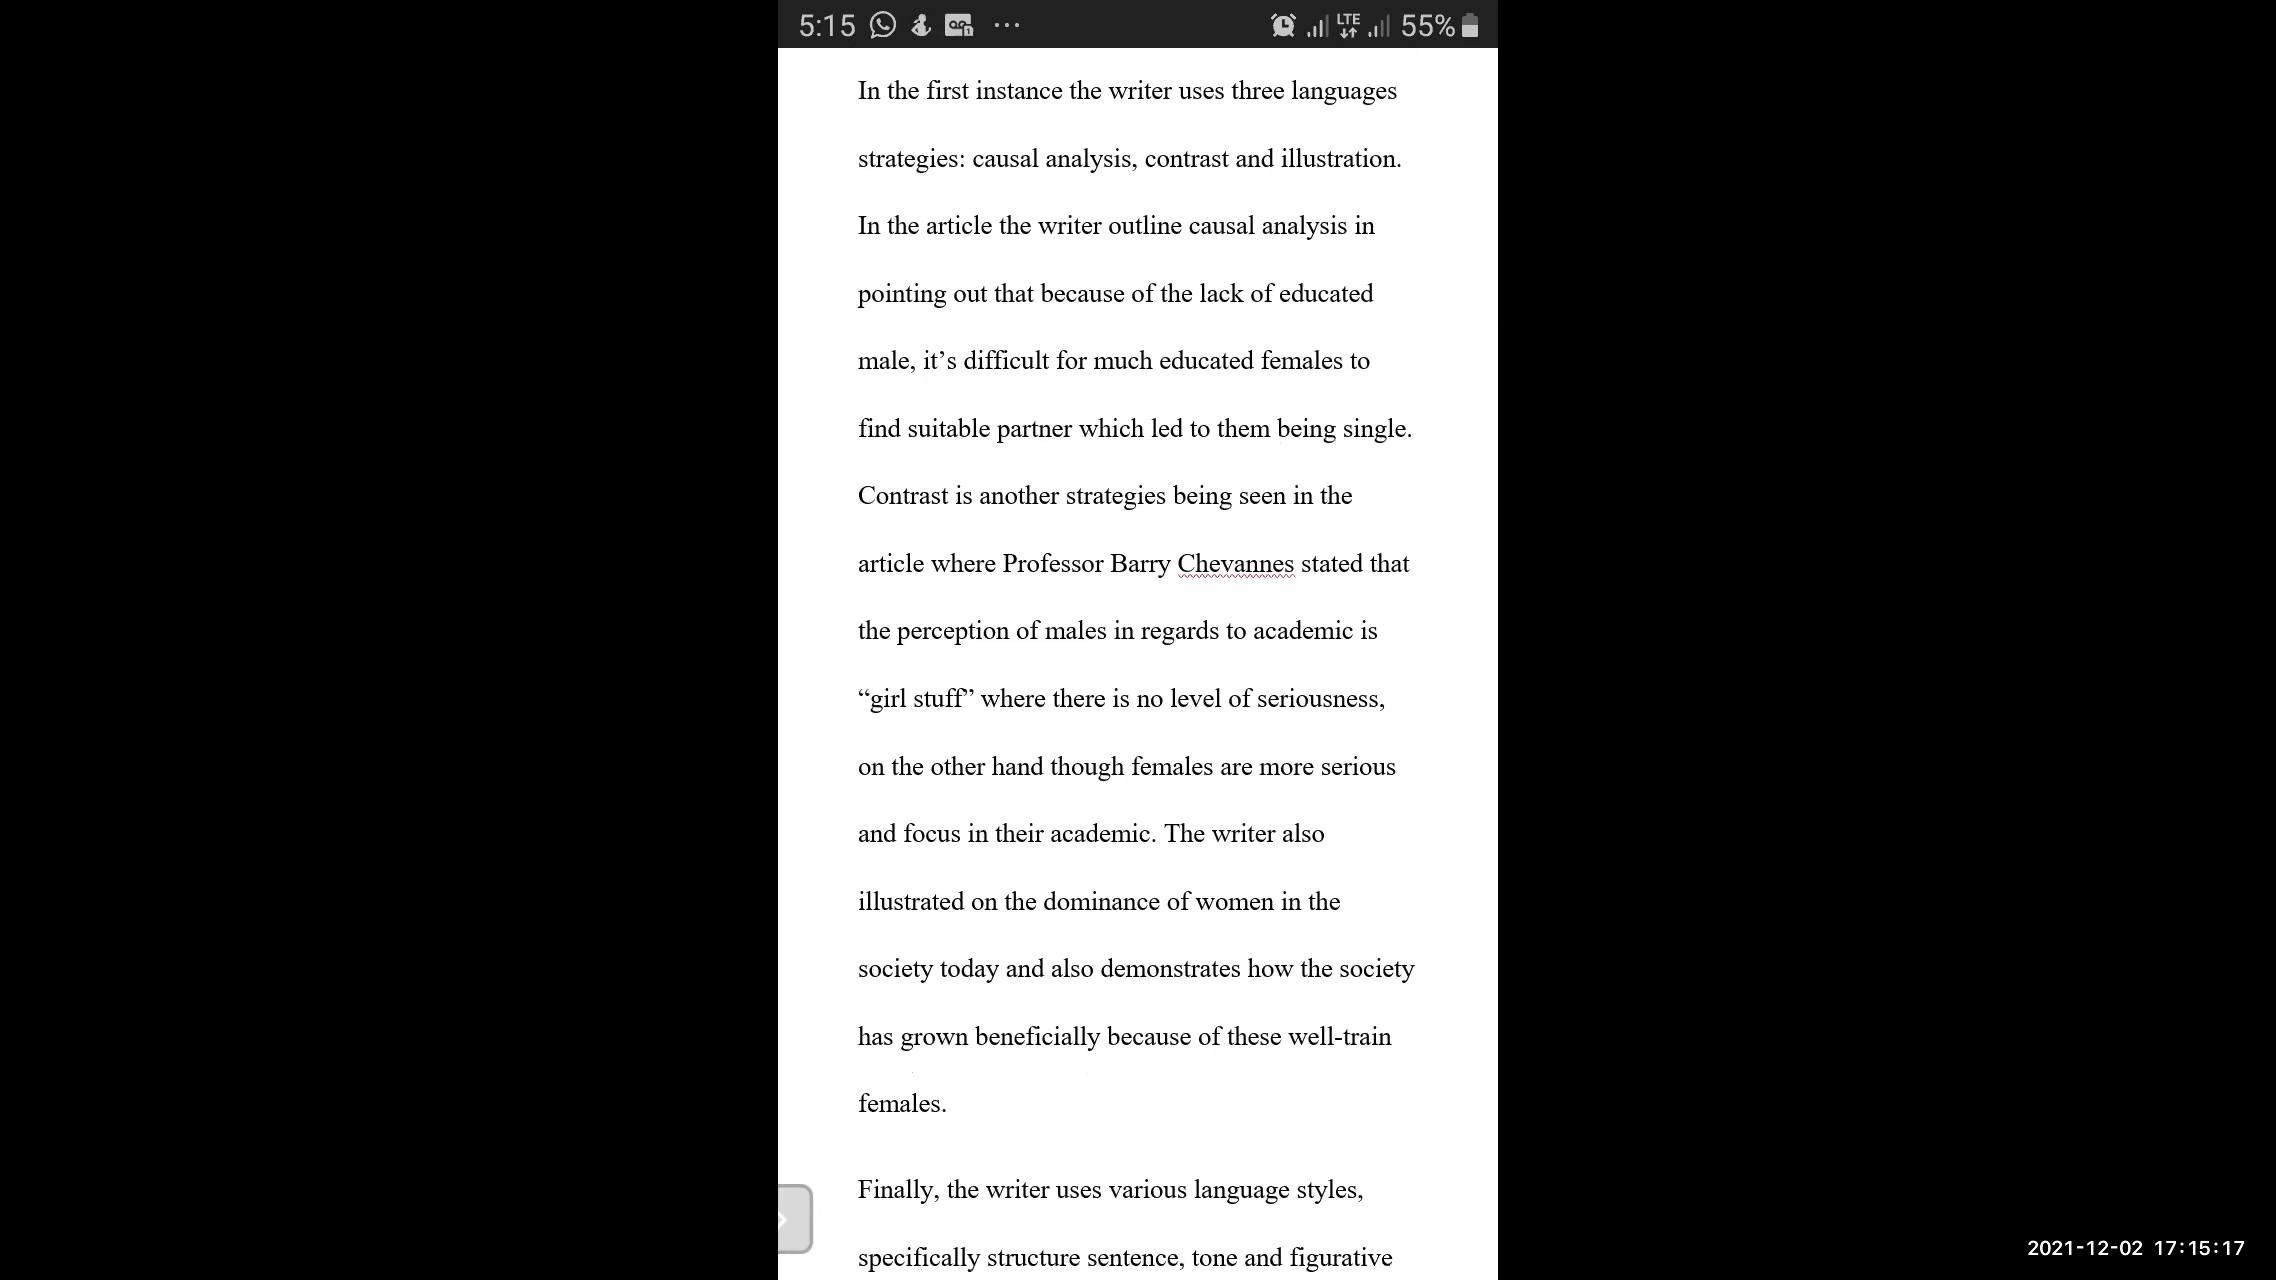 5:15 LTE 55%
In the first instance the writer uses three languages
strategies: causal analysis, contrast and illustration.
In the article the writer outline causal analysis in
pointing out that because of the lack of educated
male, it’s difficult for much educated females to
find suitable partner which led to them being single.
Contrast is another strategies being seen in the
article where Professor Barry Chevannes stated that
the perception of males in regards to academic is
“girl stuff” where there is no level of seriousness,
on the other hand though females are more serious
and focus in their academic. The writer also
illustrated on the dominance of women in the
society today and also demonstrates how the society
has grown beneficially because of these well-train
females.
Finally, the writer uses various language styles,
specifically structure sentence, tone and figurative
2021-12-02 17:15:17